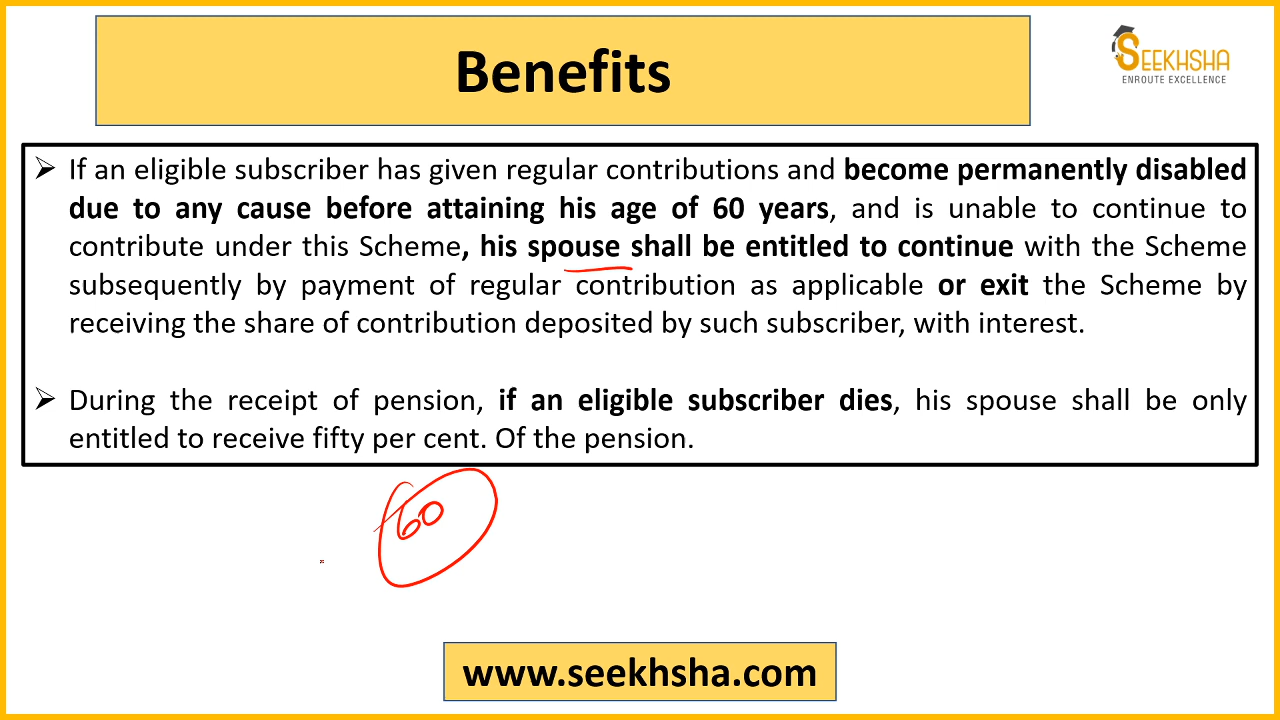 Benefits
SEEKHSHA
ENROUTE EXCELLENCE
➢ If an eligible subscriber has given regular contributions and become permanently disabled
due to any cause before attaining his age of 60 years, and is unable to continue to
contribute under this Scheme, his spouse shall be entitled to continue with the Scheme
subsequently by payment of regular contribution as applicable or exit the Scheme by
receiving the share of contribution deposited by such subscriber, with interest.
➢ During the receipt of pension, if an eligible subscriber dies, his spouse shall be only
entitled to receive fifty per cent. Of the pension.
60
www.seekhsha.com